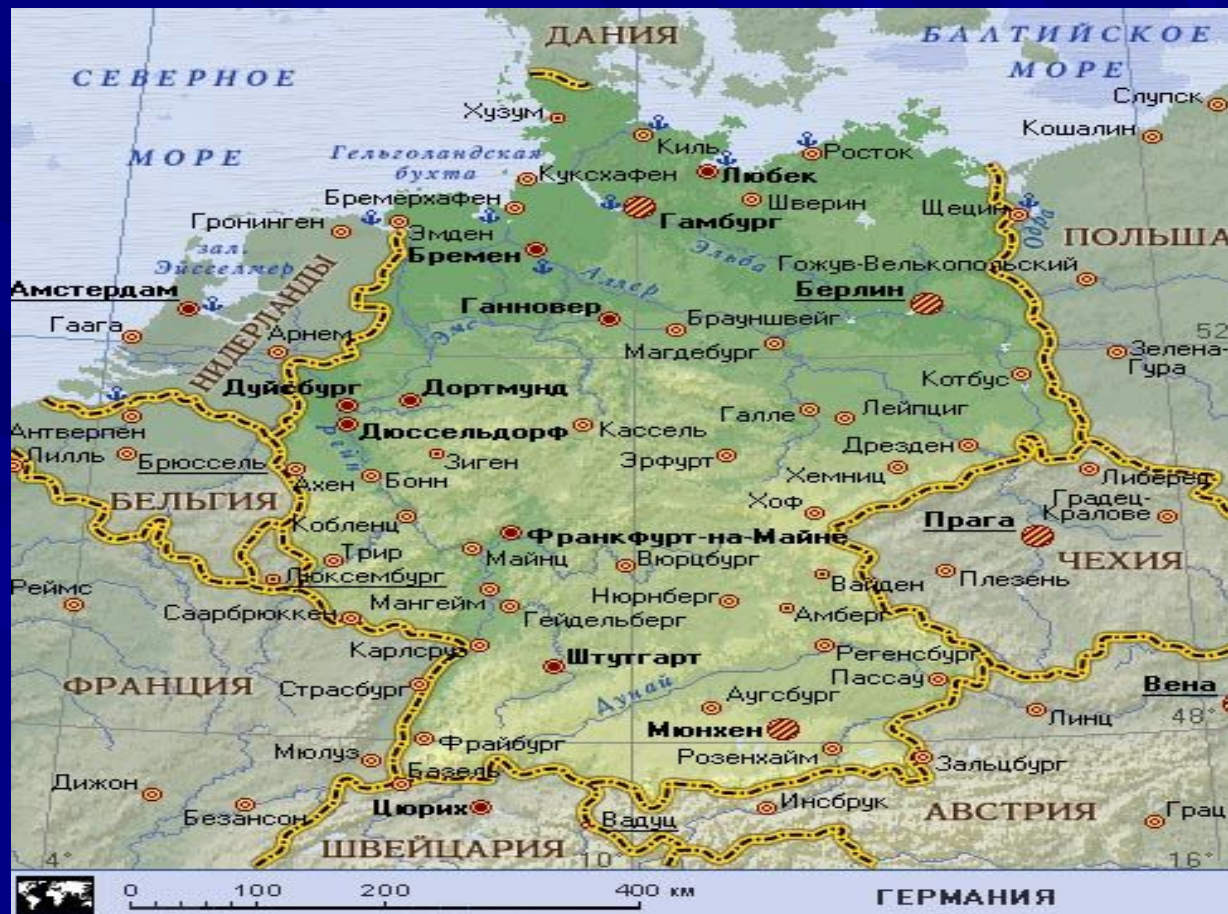 ДАНИЯ
БАЛТИЙСКОЕ
МОРЕ
СЕВЕРНОЕ
МОРЕ
Слупск
Хузум
Кошалин
Киль
Росток
Гельголандская
бухта
Куксхафен
Любек
Бремерхафен
Шверин
Гронинген
Эмден
Гамбург
Щецин
Одра
ПОЛЬША
зал.
Эйсселмер
Бремен
Эльба
Гожув-Велькопольский
Аллер
Амстердам
НИДЕРЛАНДЫ
Ганновер
Берлин
Гаага
Арнем
Эмс
Брауншвейг
52
Магдебург
Зелена-
Гура
Дуйсбург
Дортмунд
Котбус
Антверпен
Рейн
Дюссельдорф
Кассель
Галле
Лейпциг
Лилль
Брюссель
Зиген
Эрфурт
Дрезден
Ахен
Бонн
Хемниц
Либерец
БЕЛЬГИЯ
Хоф
Градец-
Кралове
Кобленц
Франкфурт-на-Майне
Прага
Трир
Майнц
Вюрцбург
ЧЕХИЯ
Люксембург
Вайден
Плезень
Реймс
Мангейм
Нюрнберг
Саарбрюккен
Гейдельберг
Амберг
Карлсруэ
Регенсбург
Штутгарт
ФРАНЦИЯ
Страсбург
Дунай
Аугсбург
Пассау
Вена
Линц
48°
Мюнхен
Мюлуз
Фрайбург
Розенхайм
Зальцбург
Базель
Дижон
Безансон
Цюрих
Инсбрук
АВСТРИЯ
Вадуц
Грац
ШВЕЙЦАРИЯ
4°
10°
16°
0 100 200 400 км
ГЕРМАНИЯ